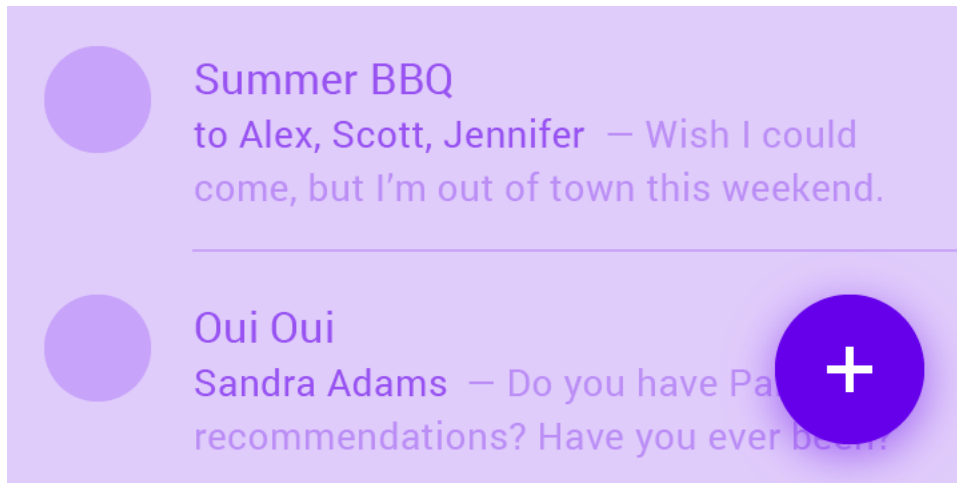 Summer BBQ
to Alex, Scott, Jennifer — Wish I could
come, but I’m out of town this weekend.
Oui Oui
Sandra Adams — Do you have
recommendations? Have you ever been?